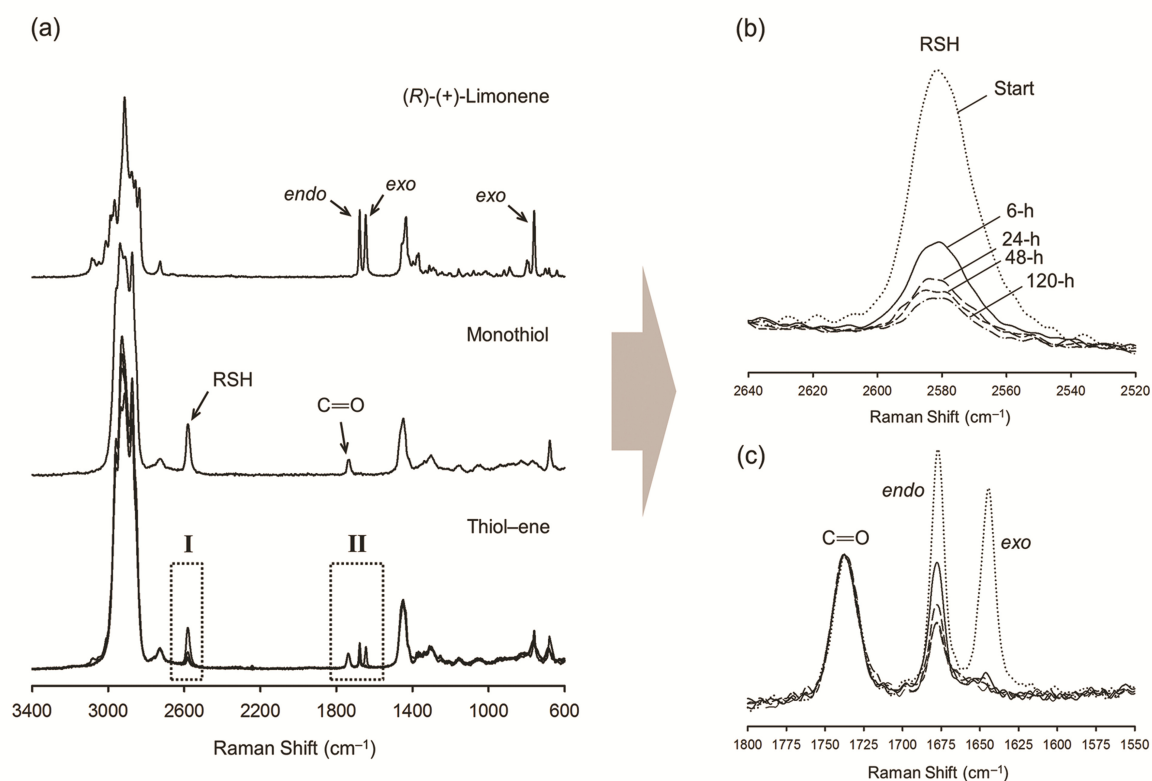 (a)
(R)-(+)-Limonene
endo
exo
exo
Monothiol
RSH
C=O
Thiol–ene
I
II
3400 3000 2600 2200 1800 1400 1000 600
Raman Shift (cm⁻¹)
(b)
RSH
Start
6-h
24-h
48-h
120-h
2640 2620 2600 2580 2560 2540 2520
Raman Shift (cm⁻¹)
(c)
endo
C=O
exo
1800 1775 1750 1725 1700 1675 1650 1625 1600 1575 1550
Raman Shift (cm⁻¹)